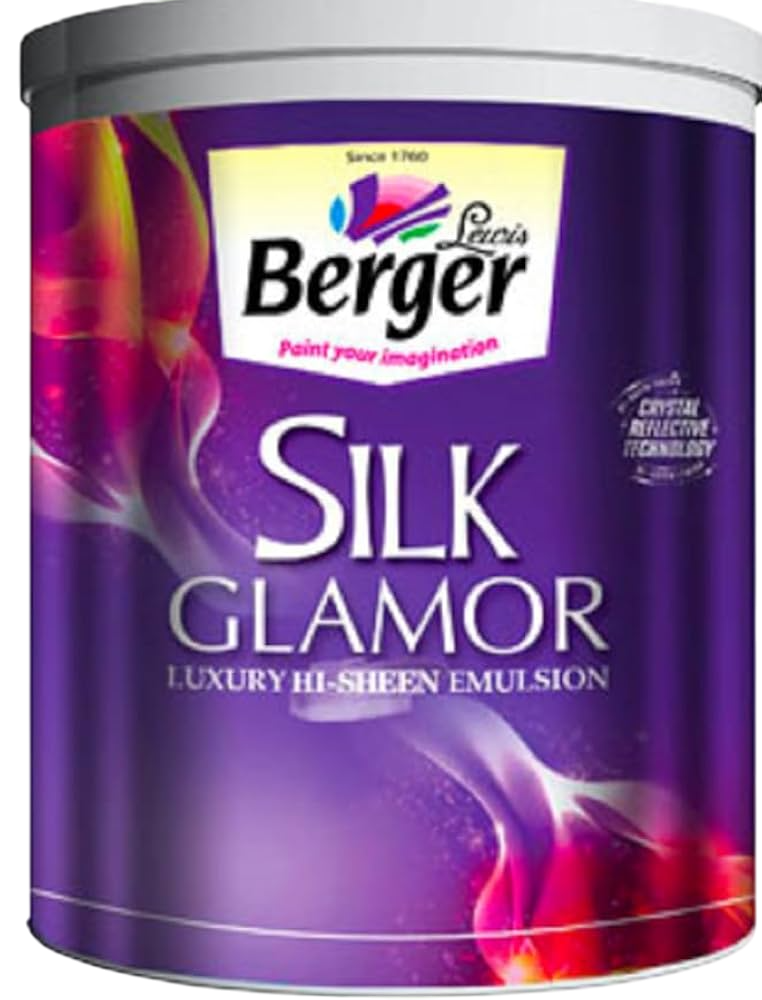 Since 1760
Lewis
Berger
Paint your imagination
CRYSTAL
REFLECTIVE
TECHNOLOGY
SILK
GLAMOR
LUXURY HI-SHEEN EMULSION